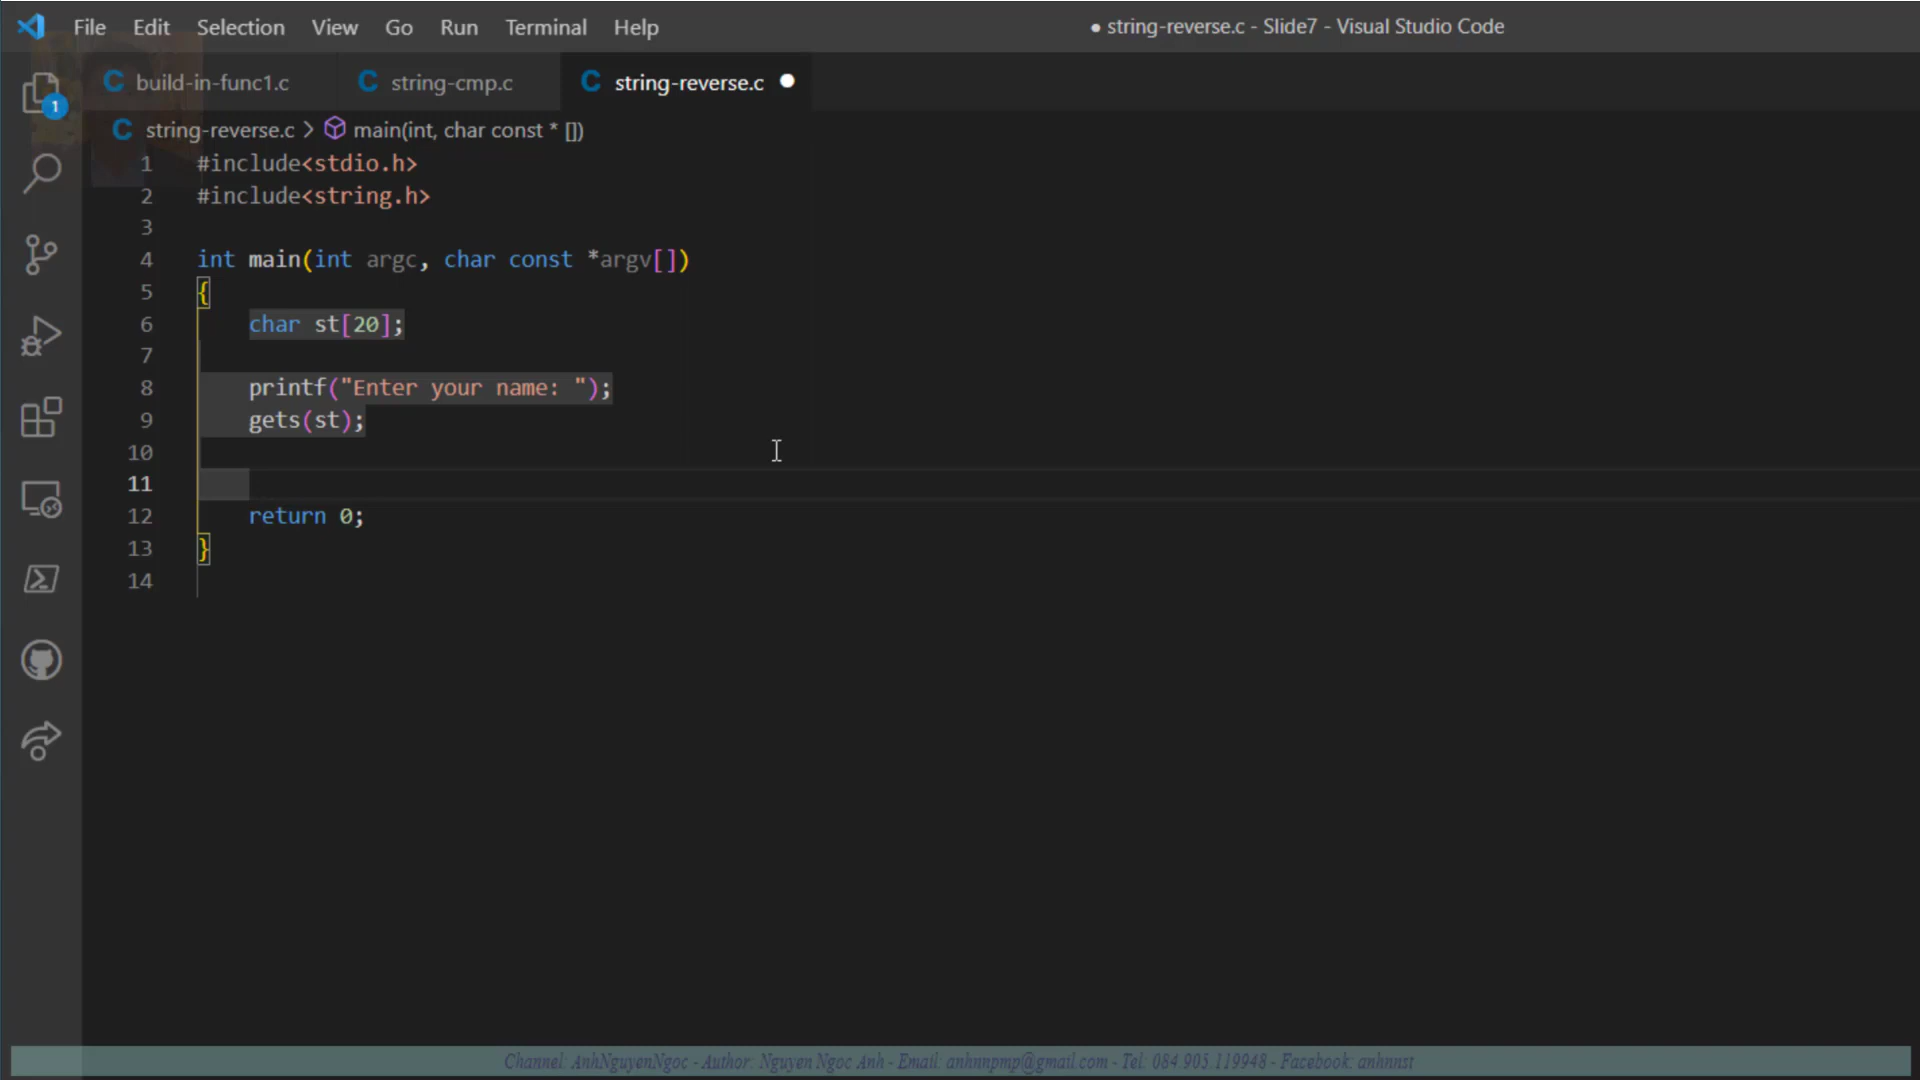 File Edit Selection View Go Run Terminal Help
● string-reverse.c - Slide7 - Visual Studio Code
C build-in-func1.c C string-cmp.c C string-reverse.c ●
1
C string-reverse.c > main(int, char const * [])
1 #include<stdio.h>
2 #include<string.h>
3
4 int main(int argc, char const *argv[])
5 {
6 char st[20];
7
8 printf("Enter your name: ");
9 gets(st);
10
11
12 return 0;
13 }
14
Channel: AnhNguyenNgoc - Author: Nguyen Ngoc Anh - Email: anhnnpmp@gmail.com - Tel: 084.905.119948 - Facebook: anhnnst